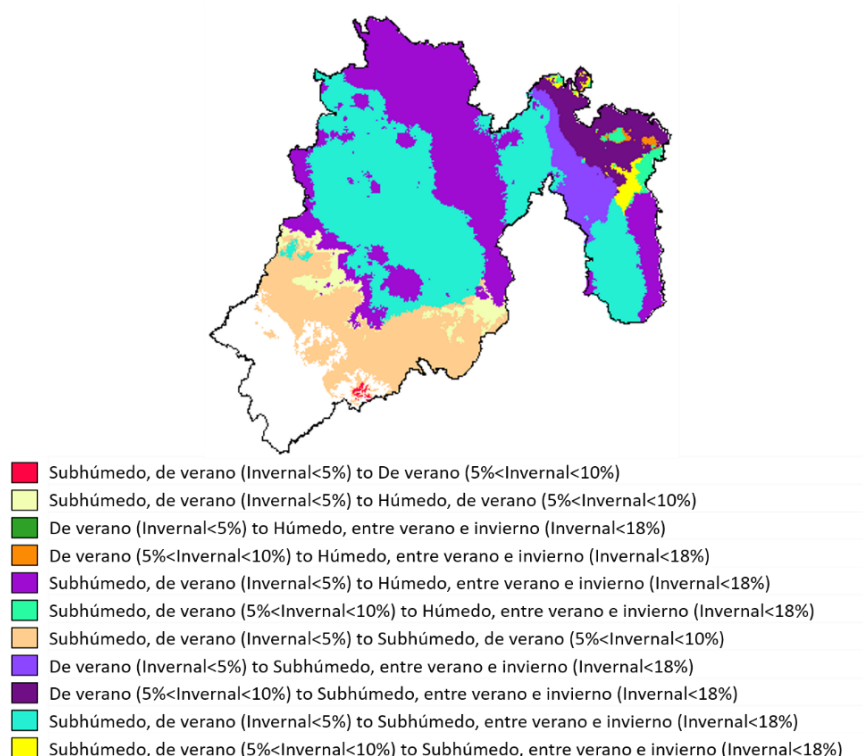 Subhúmedo, de verano (Invernal<5%) to De verano (5%<Invernal<10%)
Subhúmedo, de verano (Invernal<5%) to Húmedo, de verano (5%<Invernal<10%)
De verano (Invernal<5%) to Húmedo, entre verano e invierno (Invernal<18%)
De verano (5%<Invernal<10%) to Húmedo, entre verano e invierno (Invernal<18%)
Subhúmedo, de verano (Invernal<5%) to Húmedo, entre verano e invierno (Invernal<18%)
Subhúmedo, de verano (5%<Invernal<10%) to Húmedo, entre verano e invierno (Invernal<18%)
Subhúmedo, de verano (Invernal<5%) to Subhúmedo, de verano (5%<Invernal<10%)
De verano (Invernal<5%) to Subhúmedo, entre verano e invierno (Invernal<18%)
De verano (5%<Invernal<10%) to Subhúmedo, entre verano e invierno (Invernal<18%)
Subhúmedo, de verano (Invernal<5%) to Subhúmedo, entre verano e invierno (Invernal<18%)
Subhúmedo, de verano (5%<Invernal<10%) to Subhúmedo, entre verano e invierno (Invernal<18%)